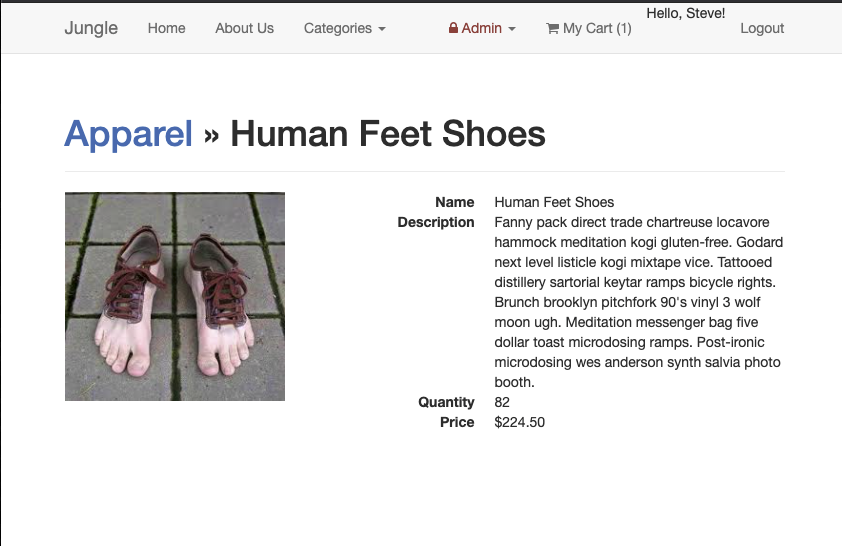 Hello, Steve!
Jungle Home About Us Categories Admin My Cart (1) Logout
Apparel » Human Feet Shoes
Name Human Feet Shoes
Description Fanny pack direct trade chartreuse locavore
hammock meditation kogi gluten-free. Godard
next level listicle kogi mixtape vice. Tattooed
distillery sartorial keytar ramps bicycle rights.
Brunch brooklyn pitchfork 90's vinyl 3 wolf
moon ugh. Meditation messenger bag five
dollar toast microdosing ramps. Post-ironic
microdosing wes anderson synth salvia photo
booth.
Quantity 82
Price $224.50